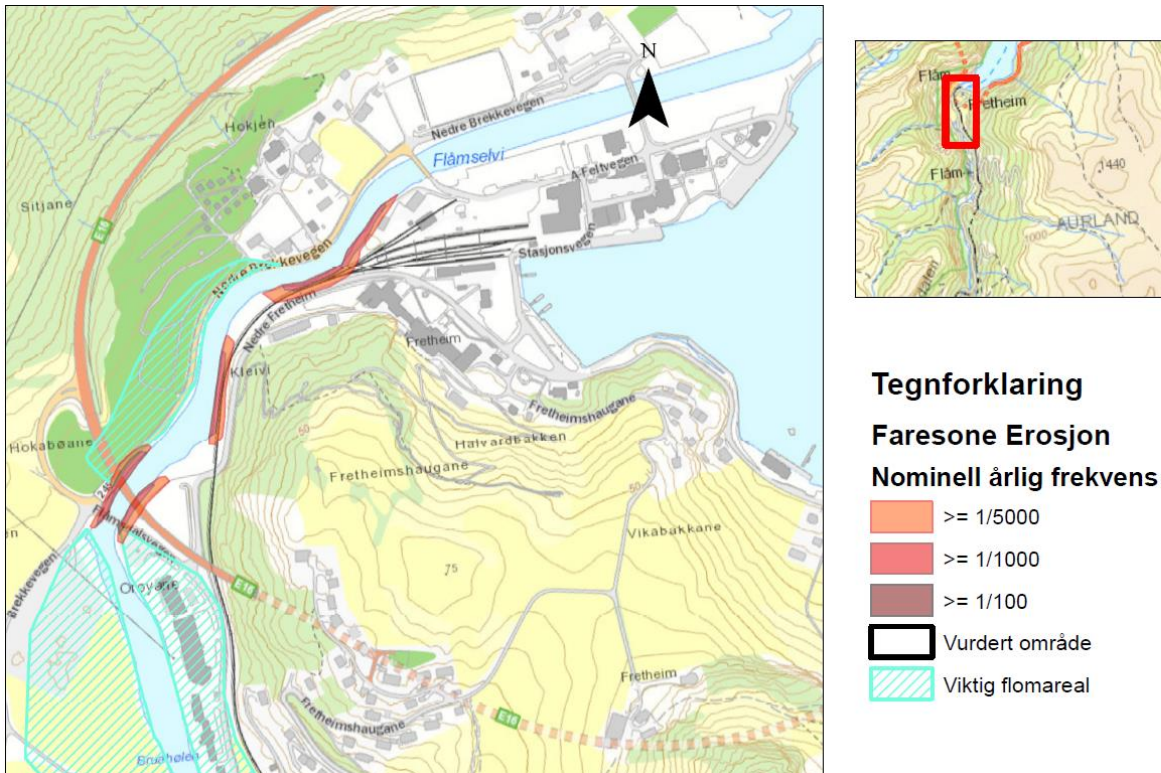 N
Nedre Brekkevegen
Hokjen
Flåmselvi
A-Feltvegen
Sitjane
E16
Nedre Brekkevegen
Stasjonsvegen
Nedre Fretheim
Fretheim
Kleivi
Fretheimshaugane
Hokabøane
50
Halvardbakken
Fretheimshaugane
50
Vikabakkane
75
Brekkevegen
E16
Fretheim
Fretheimshaugane
E16
Flåm
Fretheim
Flåm
1440
AURLAND
1000
Tegnforklaring
Faresone Erosjon
Nominell årlig frekvens
>= 1/5000
>= 1/1000
>= 1/100
Vurdert område
Viktig flomareal